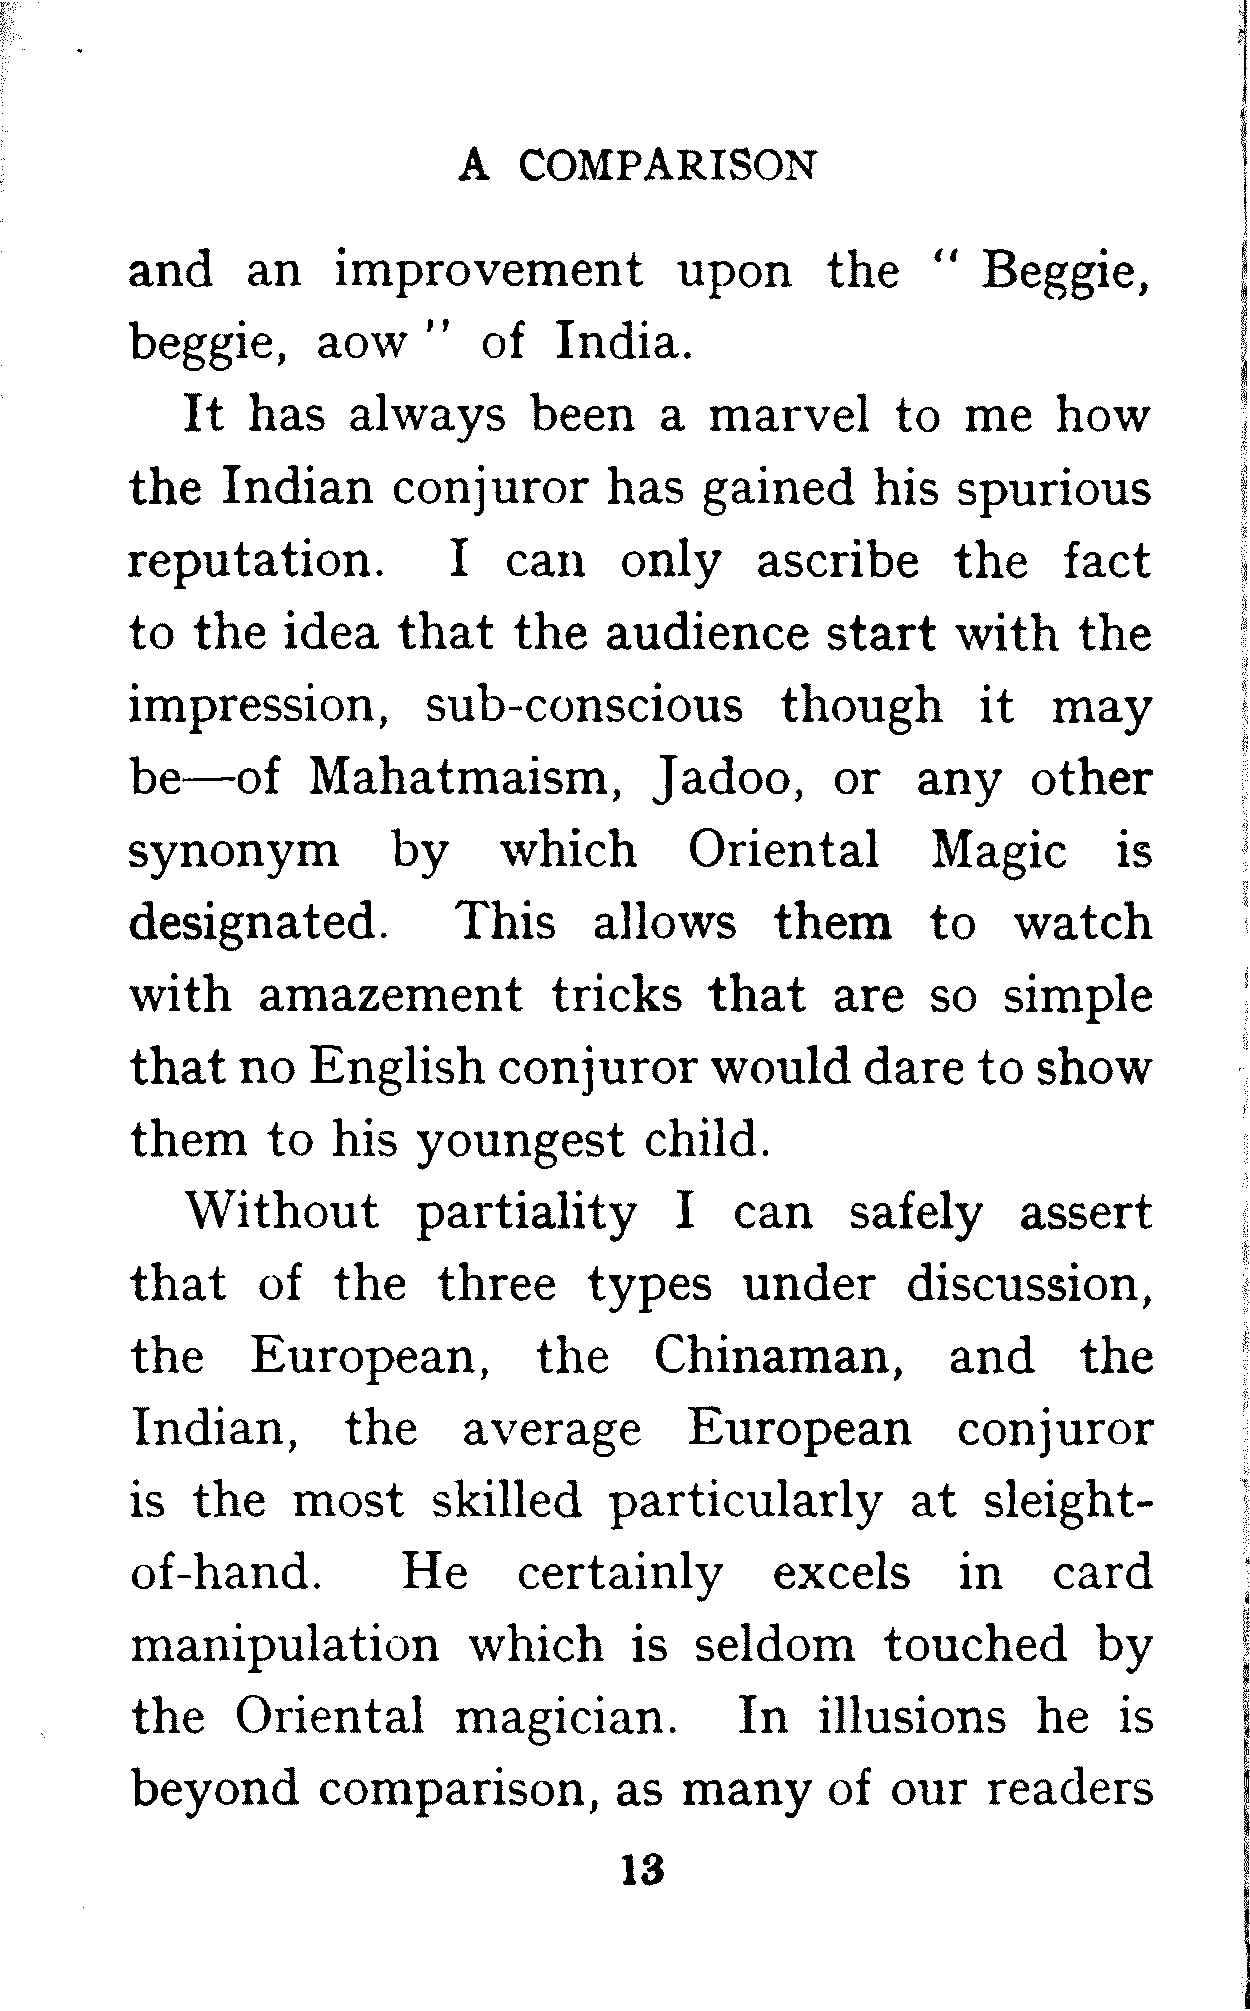 A COMPARISON
and an improvement upon the " Beggie,
beggie, aow " of India.
It has always been a marvel to me how
the Indian conjuror has gained his spurious
reputation. I can only ascribe the fact
to the idea that the audience start with the
impression, sub-conscious though it may
be—of Mahatmaism, Jadoo, or any other
synonym by which Oriental Magic is
designated. This allows them to watch
with amazement tricks that are so simple
that no English conjuror would dare to show
them to his youngest child.
Without partiality I can safely assert
that of the three types under discussion,
the European, the Chinaman, and the
Indian, the average European conjuror
is the most skilled particularly at sleight-
of-hand. He certainly excels in card
manipulation which is seldom touched by
the Oriental magician. In illusions he is
beyond comparison, as many of our readers
13